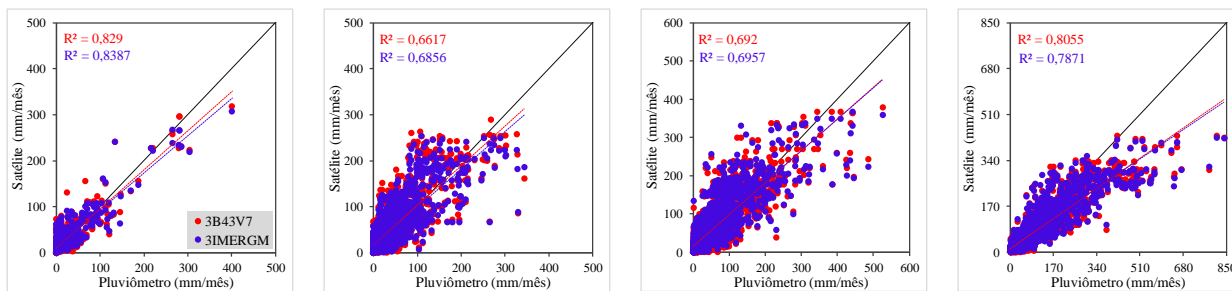 500
400
300
200
100
0
Satélite (mm/mês)
R² = 0,829
R² = 0,8387
3B43V7
3IMERGM
0 100 200 300 400 500
Pluviômetro (mm/mês)
500
400
300
200
100
0
Satélite (mm/mês)
R² = 0,6617
R² = 0,6856
0 100 200 300 400 500
Pluviômetro (mm/mês)
600
500
400
300
200
100
0
Satélite (mm/mês)
R² = 0,692
R² = 0,6957
0 100 200 300 400 500 600
Pluviômetro (mm/mês)
850
680
510
340
170
0
Satélite (mm/mês)
R² = 0,8055
R² = 0,7871
0 170 340 510 680 850
Pluviômetro (mm/mês)